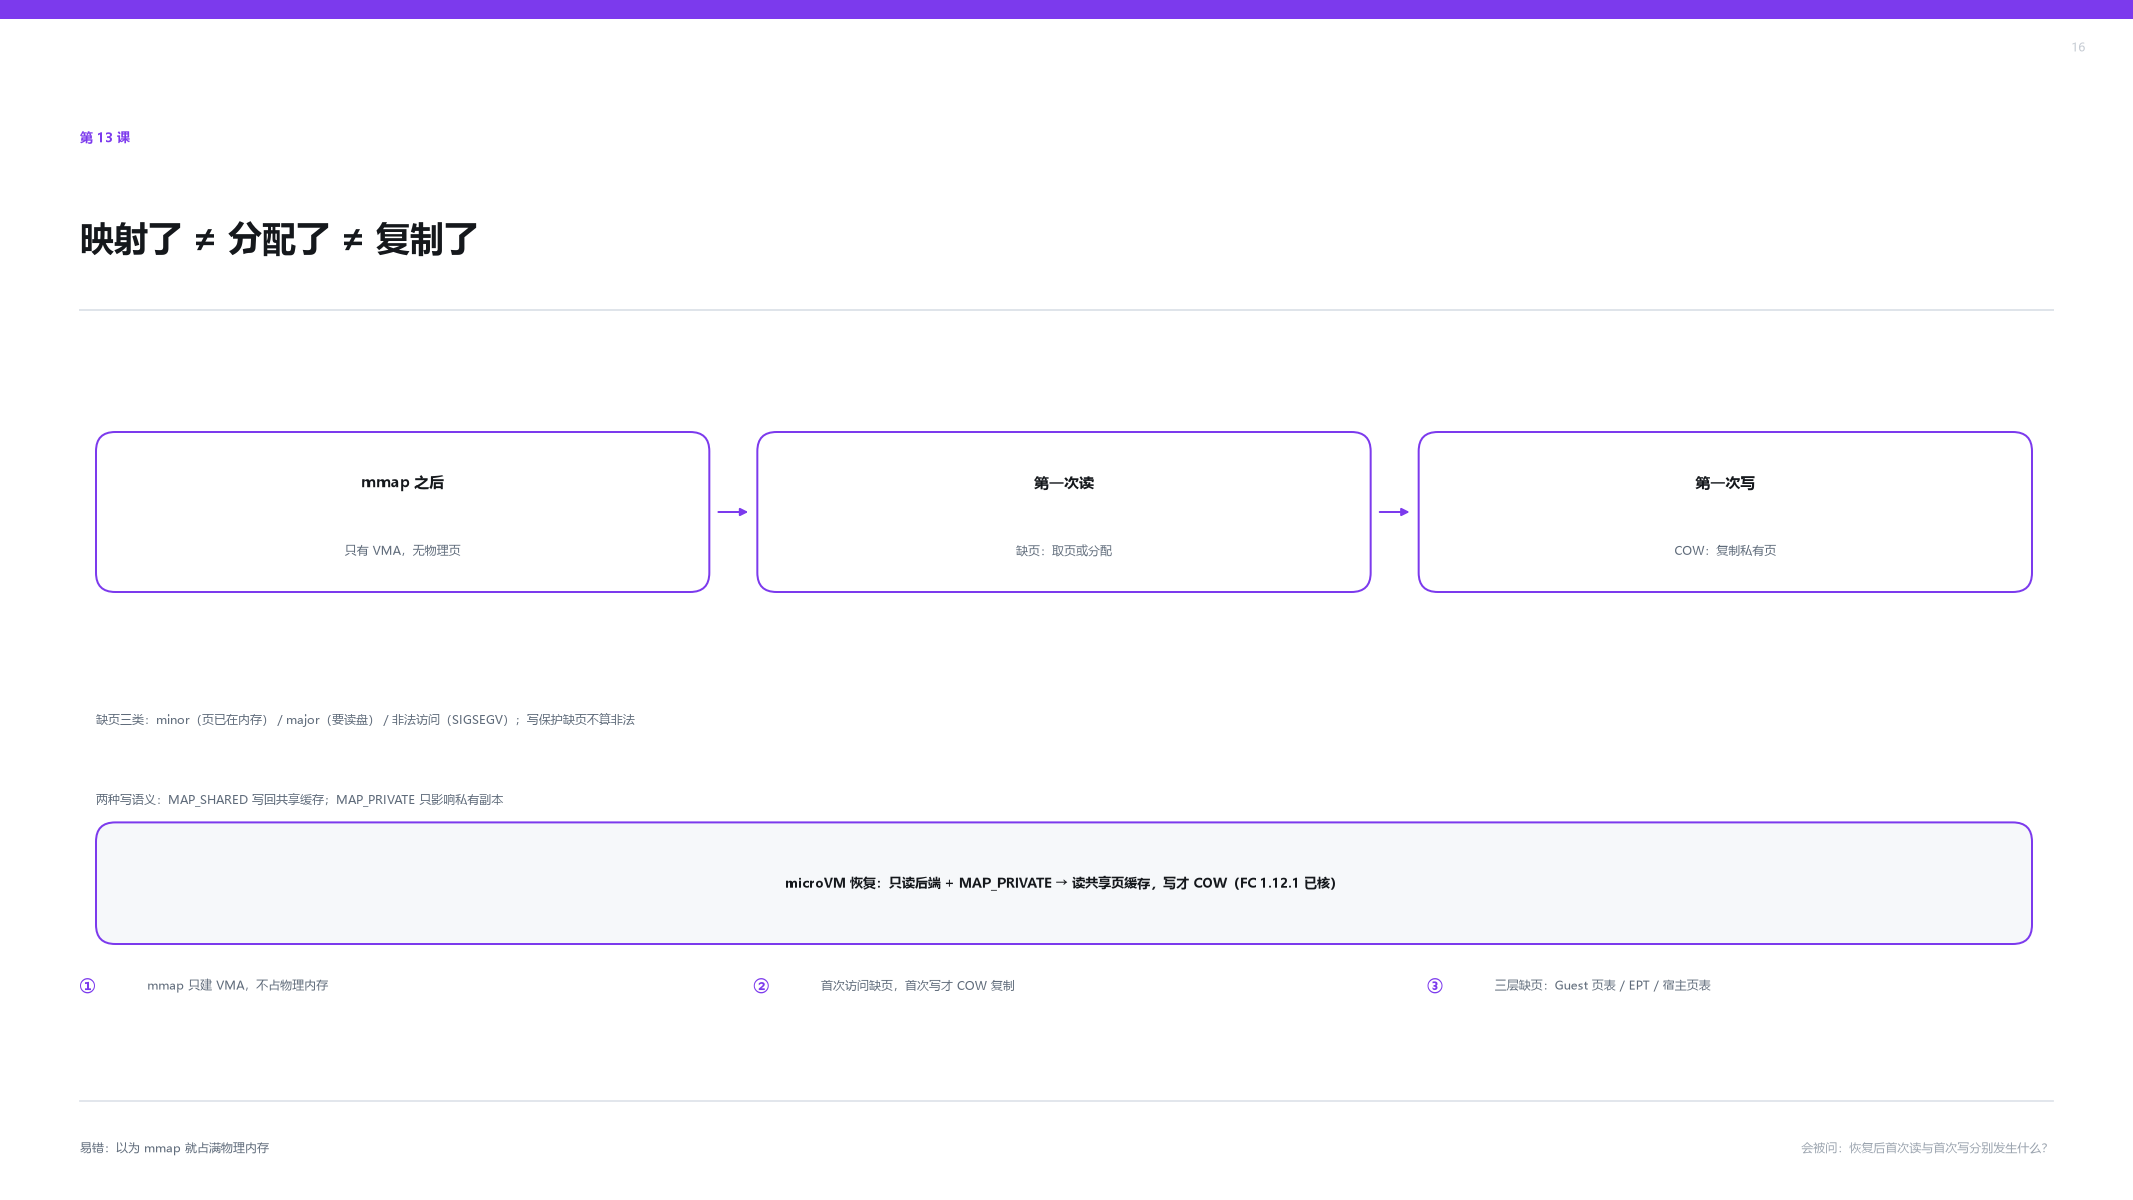 16
第 13 课
映射了 ≠ 分配了 ≠ 复制了
mmap 之后
只有 VMA，无物理页
第一次读
缺页：取页或分配
第一次写
COW：复制私有页
缺页三类：minor（页已在内存） / major（要读盘） / 非法访问（SIGSEGV）；写保护缺页不算非法
两种写语义：MAP_SHARED 写回共享缓存；MAP_PRIVATE 只影响私有副本
microVM 恢复：只读后端 + MAP_PRIVATE → 读共享页缓存，写才 COW（FC 1.12.1 已核）
① mmap 只建 VMA，不占物理内存
② 首次访问缺页，首次写才 COW 复制
③ 三层缺页：Guest 页表 / EPT / 宿主页表
易错：以为 mmap 就占满物理内存
会被问：恢复后首次读与首次写分别发生什么？